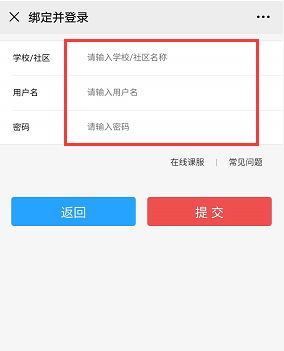 绑定并登录
学校/社区 请输入学校/社区名称
用户名 请输入用户名
密码 请输入密码
在线课服 | 常见问题
返回 提交